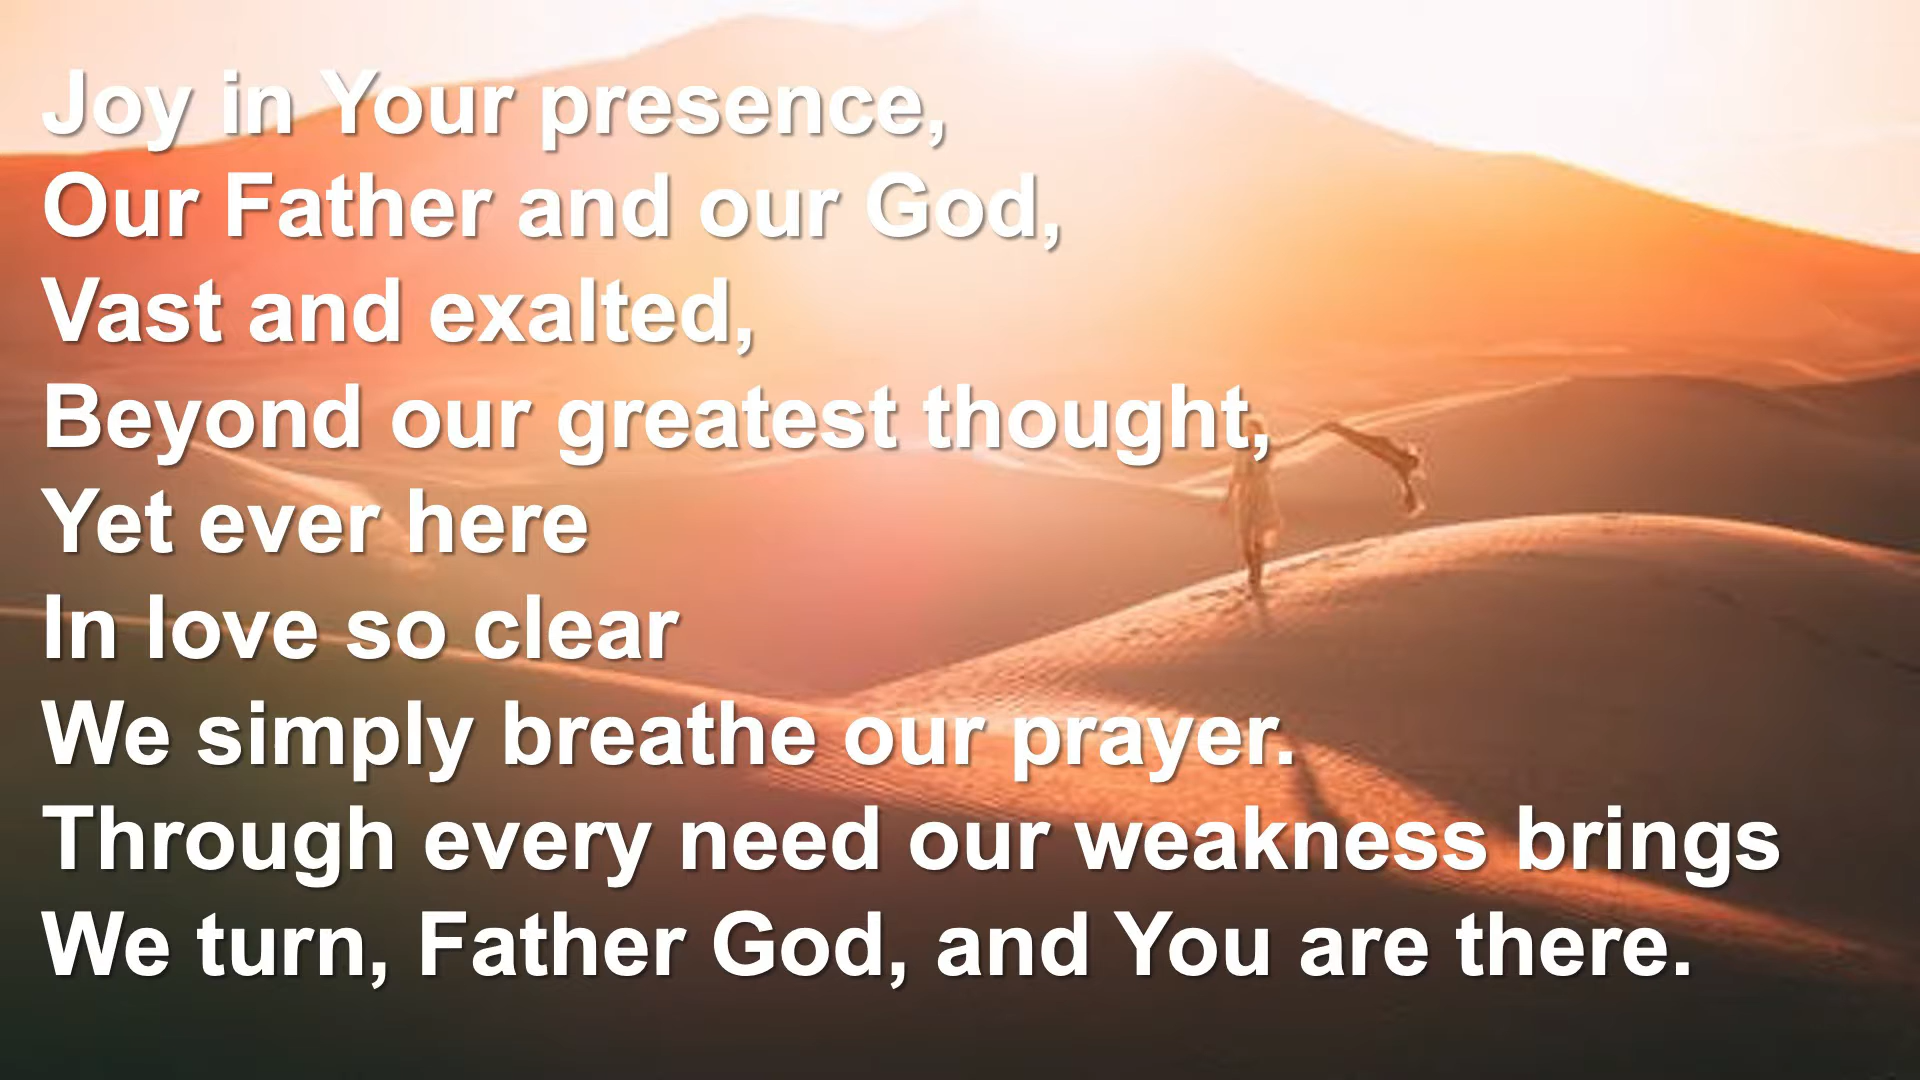 Joy in Your presence,
Our Father and our God,
Vast and exalted,
Beyond our greatest thought,
Yet ever here
In love so clear
We simply breathe our prayer.
Through every need our weakness brings
We turn, Father God, and You are there.